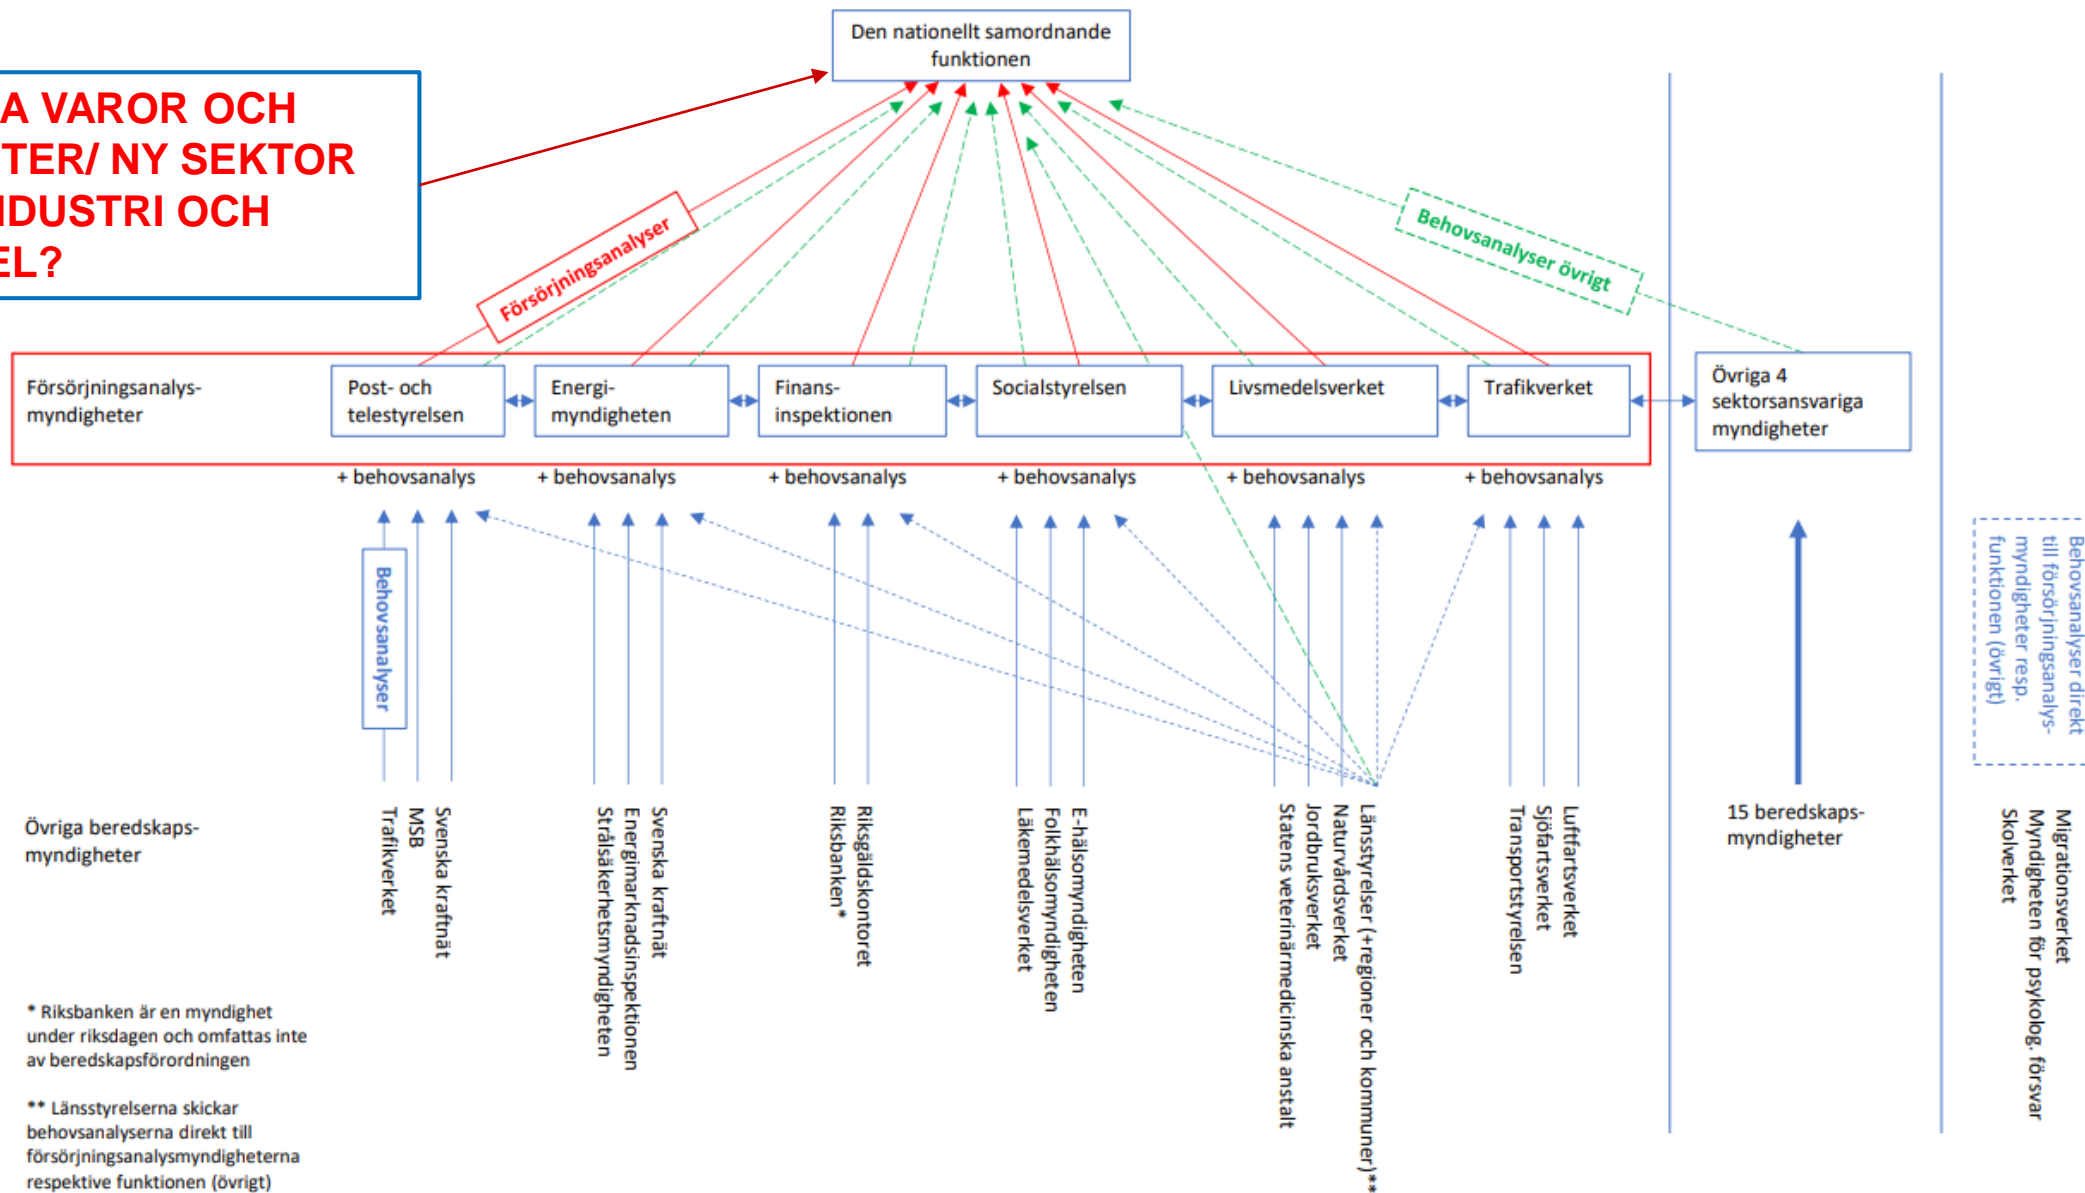 Den nationellt samordnande
funktionen
A VAROR OCH
TER/ NY SEKTOR
NDUSTRI OCH
EL?
Försörjningsanalyser
Behovsanalyser övrigt
Försörjningsanalys-
myndigheter
Post- och
telestyrelsen
Energi-
myndigheten
Finans-
inspektionen
Socialstyrelsen
Livsmedelsverket
Trafikverket
Övriga 4
sektorsansvariga
myndigheter
+ behovsanalys
+ behovsanalys
+ behovsanalys
+ behovsanalys
+ behovsanalys
+ behovsanalys
Behovsanalyser
Behovsanalyser direkt
till försörjningsanalys-
myndigheter resp.
funktionen (övrigt)
Övriga beredskaps-
myndigheter
Trafikverket
MSB
Svenska kraftnät
Strålsäkerhetsmyndigheten
Energimarknadsinspektionen
Svenska kraftnät
Riksbanken*
Riksgäldskontoret
Läkemedelsverket
Folkhälsomyndigheten
E-hälsomyndigheten
Statens veterinärmedicinska anstalt
Jordbruksverket
Naturvårdsverket
Länsstyrelser (+regioner och kommuner)**
Transportstyrelsen
Sjöfartsverket
Luftfartsverket
15 beredskaps-
myndigheter
Skolverket
Myndigheten för psykolog. försvar
Migrationsverket
* Riksbanken är en myndighet
under riksdagen och omfattas inte
av beredskapsförordningen
** Länsstyrelserna skickar
behovsanalyserna direkt till
försörjningsanalysmyndigheterna
respektive funktionen (övrigt)